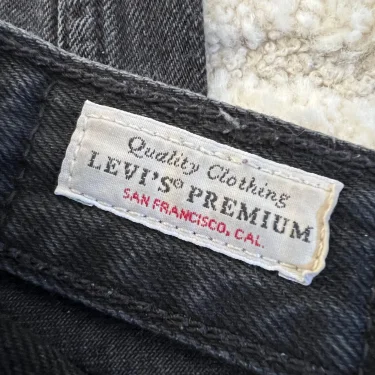 Quality Clothing
LEVI'S® PREMIUM
SAN FRANCISCO, CAL.